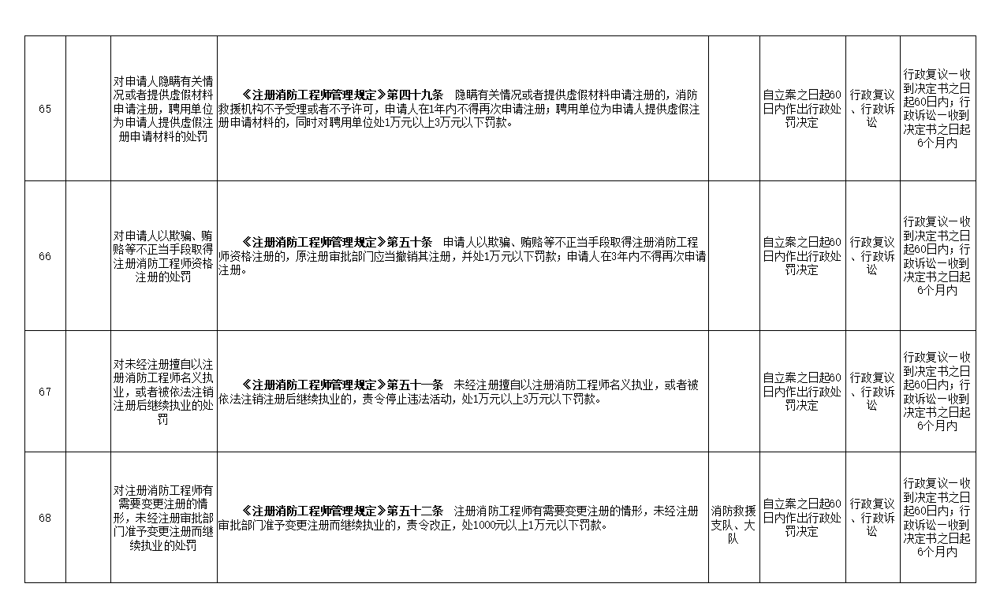 65
对申请人隐瞒有关情
况或者提供虚假材料
申请注册，聘用单位
为申请人提供虚假注
册申请材料的处罚
《注册消防工程师管理规定》第四十九条　隐瞒有关情况或者提供虚假材料申请注册的，消防
救援机构不予受理或者不予许可，申请人在1年内不得再次申请注册；聘用单位为申请人提供虚假注
册申请材料的，同时对聘用单位处1万元以上3万元以下罚款。
自立案之日起60
日内作出行政处
罚决定
行政复议
、行政诉
讼
行政复议－收
到决定书之日
起60日内；行
政诉讼－收到
决定书之日起
6个月内
66
对申请人以欺骗、贿
赂等不正当手段取得
注册消防工程师资格
注册的处罚
《注册消防工程师管理规定》第五十条　申请人以欺骗、贿赂等不正当手段取得注册消防工程
师资格注册的，原注册审批部门应当撤销其注册，并处1万元以下罚款；申请人在3年内不得再次申请
注册。
自立案之日起60
日内作出行政处
罚决定
行政复议
、行政诉
讼
行政复议－收
到决定书之日
起60日内；行
政诉讼－收到
决定书之日起
6个月内
67
对未经注册擅自以注
册消防工程师名义执
业，或者被依法注销
注册后继续执业的处
罚
《注册消防工程师管理规定》第五十一条　未经注册擅自以注册消防工程师名义执业，或者被
依法注销注册后继续执业的，责令停止违法活动，处1万元以上3万元以下罚款。
自立案之日起60
日内作出行政处
罚决定
行政复议
、行政诉
讼
行政复议－收
到决定书之日
起60日内；行
政诉讼－收到
决定书之日起
6个月内
68
对注册消防工程师有
需要变更注册的情
形，未经注册审批部
门准予变更注册而继
续执业的处罚
《注册消防工程师管理规定》第五十二条　注册消防工程师有需要变更注册的情形，未经注册
审批部门准予变更注册而继续执业的，责令改正，处1000元以上1万元以下罚款。
消防救援
支队、大
队
自立案之日起60
日内作出行政处
罚决定
行政复议
、行政诉
讼
行政复议－收
到决定书之日
起60日内；行
政诉讼－收到
决定书之日起
6个月内